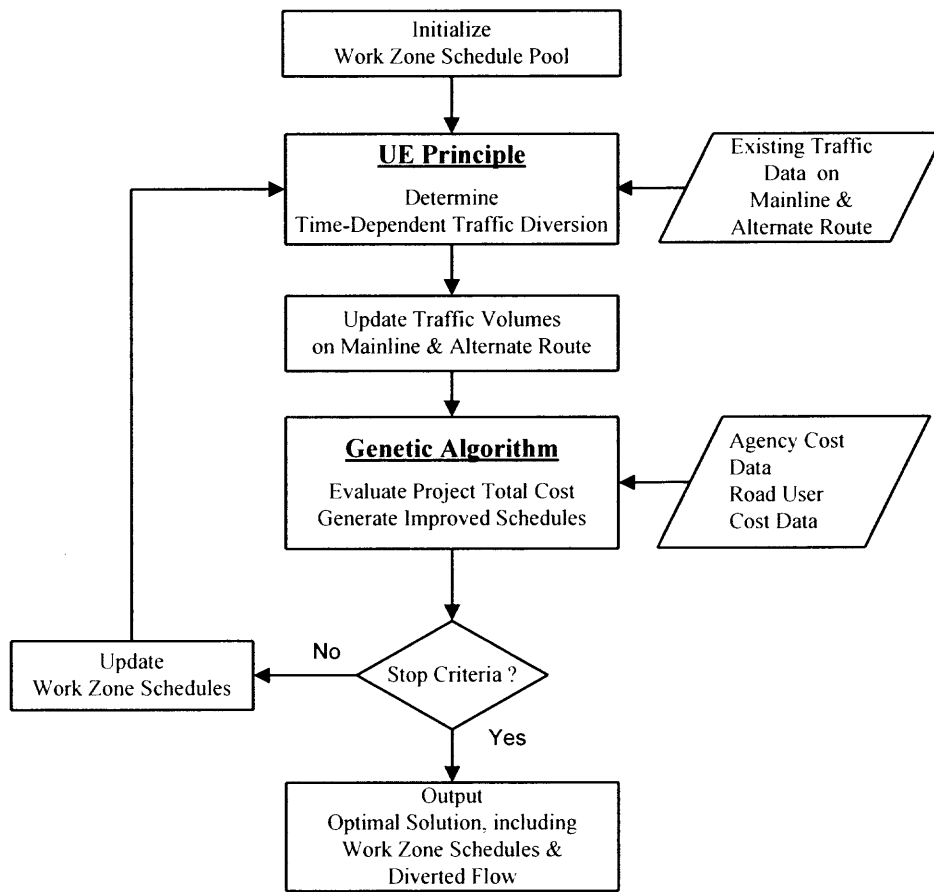 Initialize
Work Zone Schedule Pool
UE Principle
Determine
Time-Dependent Traffic Diversion
Existing Traffic
Data on
Mainline &
Alternate Route
Update Traffic Volumes
on Mainline & Alternate Route
Genetic Algorithm
Evaluate Project Total Cost
Generate Improved Schedules
Agency Cost
Data
Road User
Cost Data
Stop Criteria ?
No
Update
Work Zone Schedules
Yes
Output
Optimal Solution, including
Work Zone Schedules &
Diverted Flow